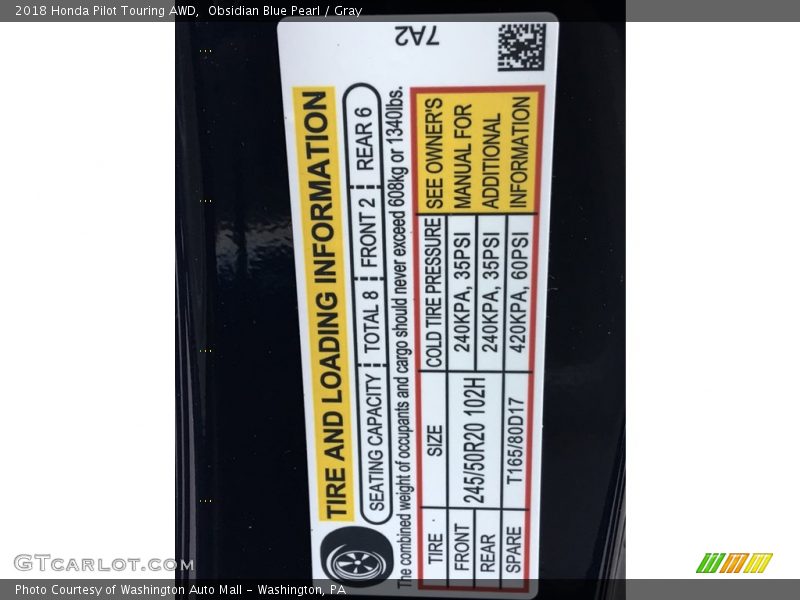 2018 Honda Pilot Touring AWD,  Obsidian Blue Pearl / Gray
7A2
TIRE AND LOADING INFORMATION
SEATING CAPACITY TOTAL 8 FRONT 2 REAR 6
The combined weight of occupants and cargo should never exceed 608kg or 1340lbs.
TIRE SIZE COLD TIRE PRESSURE SEE OWNER'S
FRONT 245/50R20 102H 240KPA, 35PSI MANUAL FOR
REAR 240KPA, 35PSI ADDITIONAL
SPARE T165/80D17 420KPA, 60PSI INFORMATION
GTcarlot.com
Photo Courtesy of Washington Auto Mall - Washington, PA